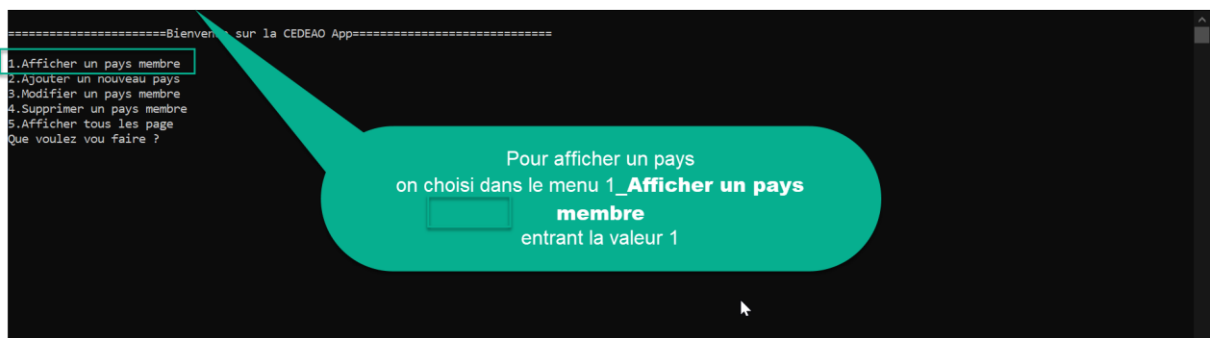 =======================Bienvenue sur la CEDEAO App=============================
1.Afficher un pays membre
2.Ajouter un nouveau pays
3.Modifier un pays membre
4.Supprimer un pays membre
5.Afficher tous les page
Que voulez vou faire ?
Pour afficher un pays
on choisi dans le menu 1_Afficher un pays
membre
entrant la valeur 1